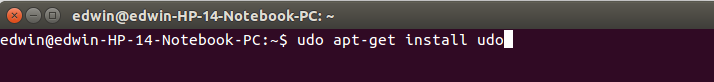 edwin@edwin-HP-14-Notebook-PC: ~
edwin@edwin-HP-14-Notebook-PC:~$ udo apt-get install udo